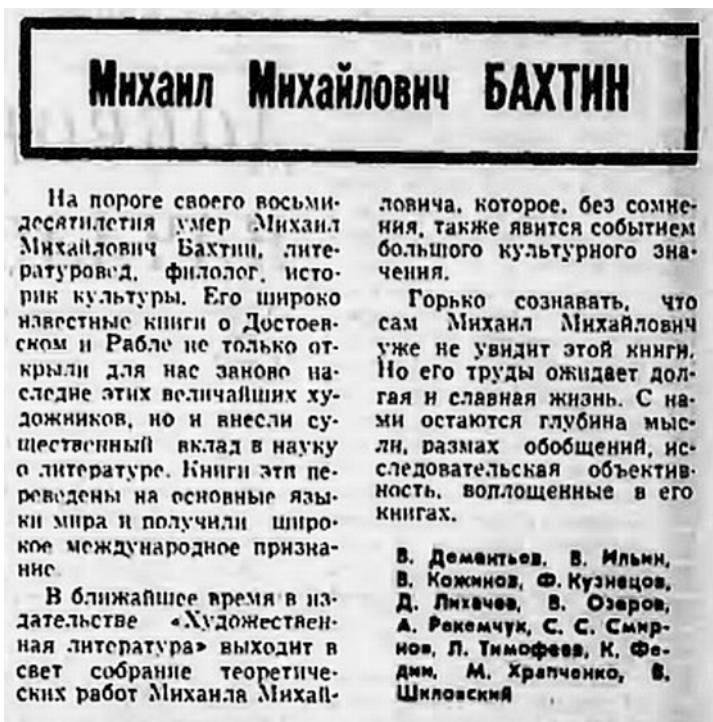 Михаил Михайлович БАХТИН
На пороге своего восьми-
десятилетия умер Михаил
Михайлович Бахтин, лите-
ратуровед, филолог, исто-
рик культуры. Его широко
известные книги о Достоев-
ском и Рабле не только от-
крыли для нас заново на-
следие этих величайших ху-
дожников, но и внесли су-
щественный вклад в науку
о литературе. Книги эти пе-
реведены на основные язы-
ки мира и получили широ-
кое международное призна-
ние.
В ближайшее время в из-
дательстве «Художествен-
ная литература» выходит в
свет собрание теоретиче-
ских работ Михаила Михай-
ловича, которое, без сомне-
ния, также явится событием
большого культурного зна-
чения.
Горько сознавать, что
сам Михаил Михайлович
уже не увидит этой книги.
Но его труды ожидает дол-
гая и славная жизнь. С на-
ми остаются глубина мыс-
ли, размах обобщений, ис-
следовательская объектив-
ность, воплощенные в его
книгах.
В. Дементьев, В. Ильин,
В. Кожинов, Ф. Кузнецов,
Д. Лихачев, В. Озеров,
А. Рекемчук, С. С. Смир-
нов, Л. Тимофеев, К. Фе-
дин, М. Храпченко, В.
Шкловский